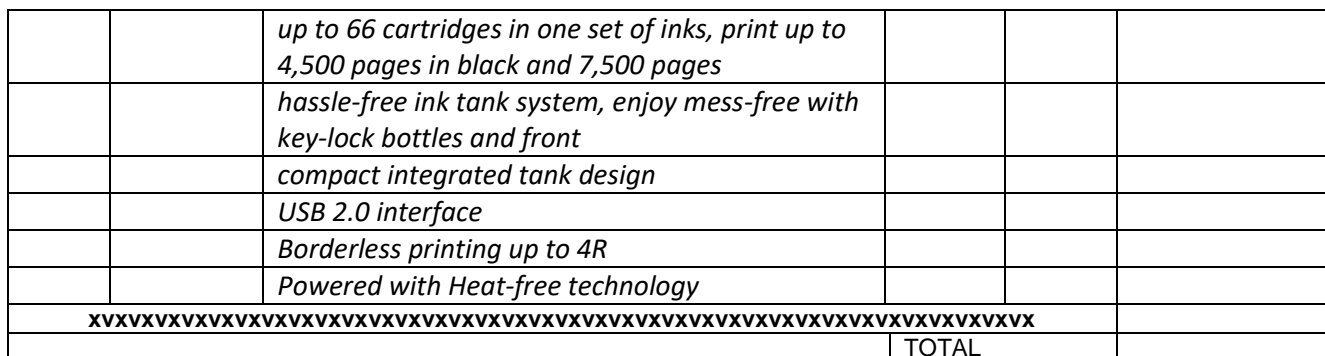 up to 66 cartridges in one set of inks, print up to
4,500 pages in black and 7,500 pages
hassle-free ink tank system, enjoy mess-free with
key-lock bottles and front
compact integrated tank design
USB 2.0 interface
Borderless printing up to 4R
Powered with Heat-free technology
xvxvxvxvxvxvxvxvxvxvxvxvxvxvxvxvxvxvxvxvxvxvxvxvxvxvxvxvxvxvxvxvxvxvxvx
TOTAL